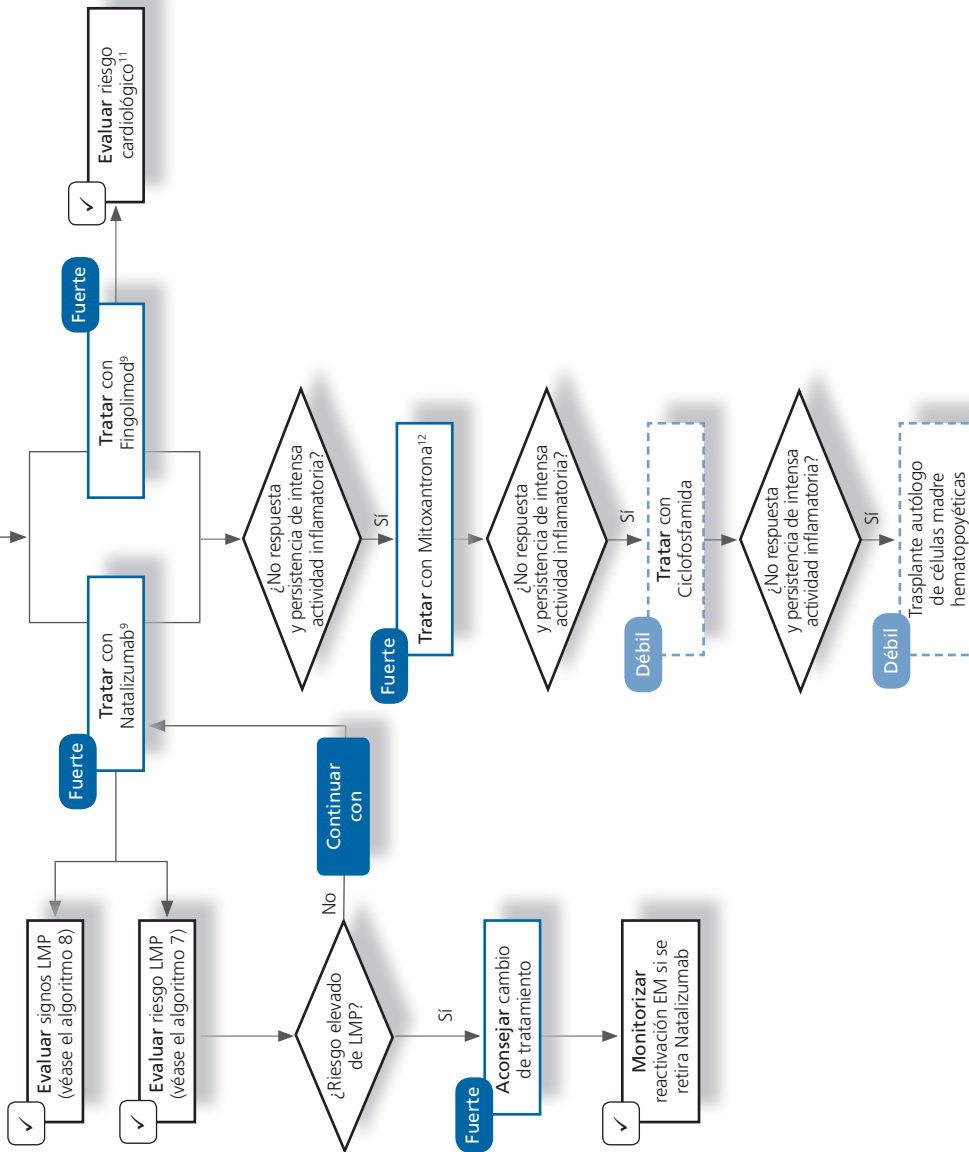 Fuerte
Tratar con
Natalizumab⁹
Fuerte
Tratar con
Fingolimod⁹
✓
Evaluar riesgo
cardiológico¹¹
✓
Evaluar signos LMP
(véase el algoritmo 8)
✓
Evaluar riesgo LMP
(véase el algoritmo 7)
¿Riesgo elevado
de LMP?
No
Continuar
con
Sí
Fuerte
Aconsejar cambio
de tratamiento
✓
Monitorizar
reactivación EM si se
retira Natalizumab
¿No respuesta
y persistencia de intensa
actividad inflamatoria?
Sí
Fuerte
Tratar con Mitoxantrona¹²
¿No respuesta
y persistencia de intensa
actividad inflamatoria?
Sí
Débil
Tratar con
Ciclofosfamida
¿No respuesta
y persistencia de intensa
actividad inflamatoria?
Sí
Débil
Trasplante autólogo
de células madre
hematopoyéticas